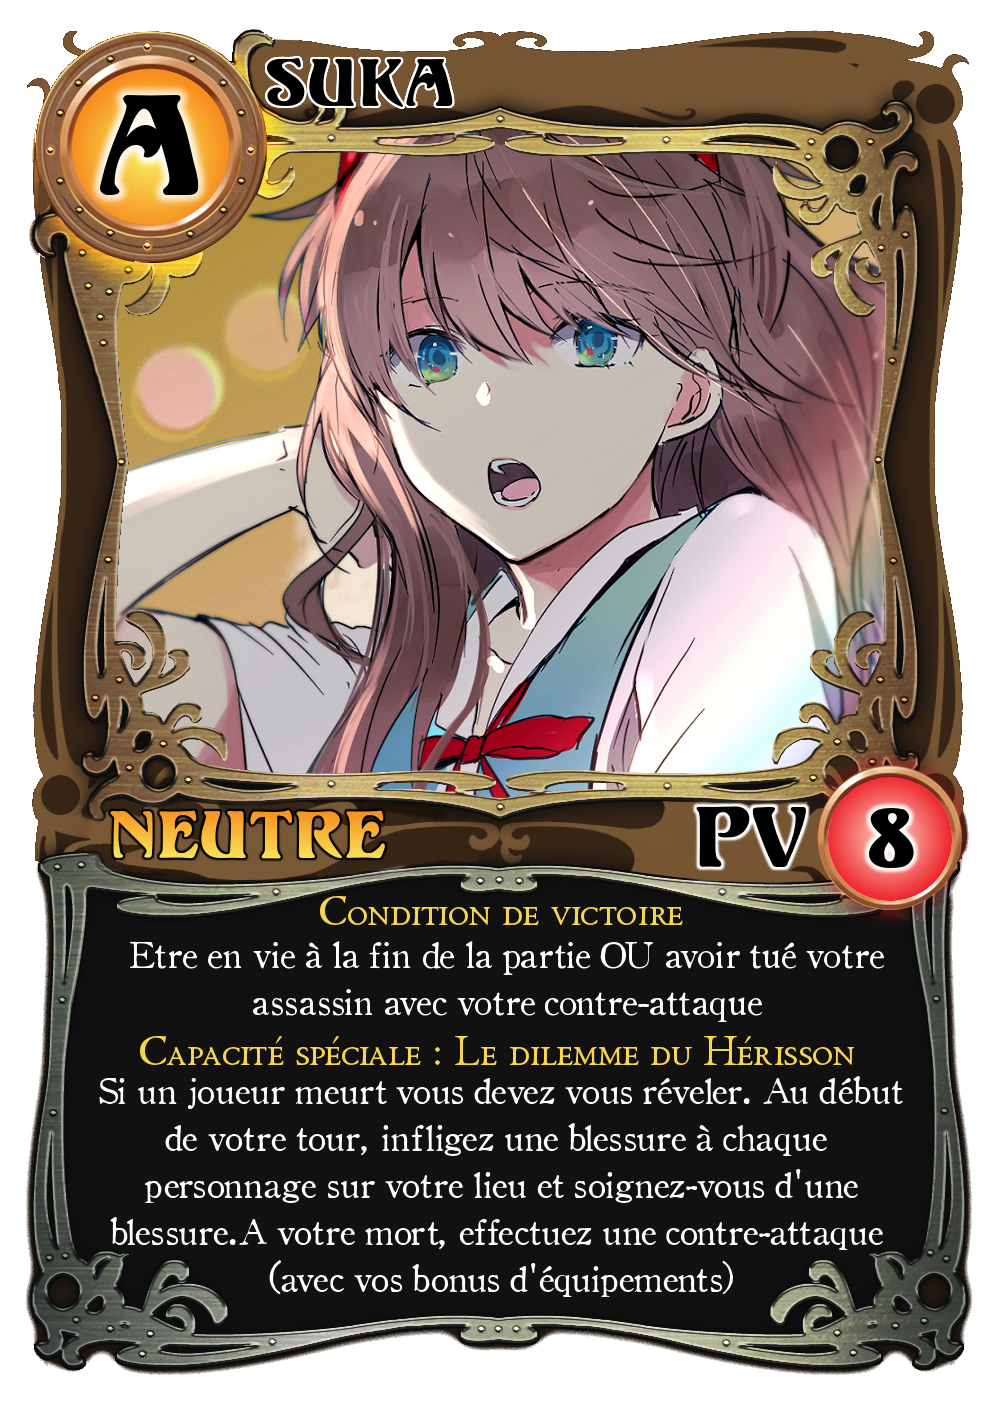 A
SUKA
NEUTRE
PV 8
Condition de victoire
Etre en vie à la fin de la partie OU avoir tué votre
assassin avec votre contre-attaque
Capacité spéciale : Le dilemme du Hérisson
Si un joueur meurt vous devez vous réveler. Au début
de votre tour, infligez une blessure à chaque
personnage sur votre lieu et soignez-vous d'une
blessure.A votre mort, effectuez une contre-attaque
(avec vos bonus d'équipements)